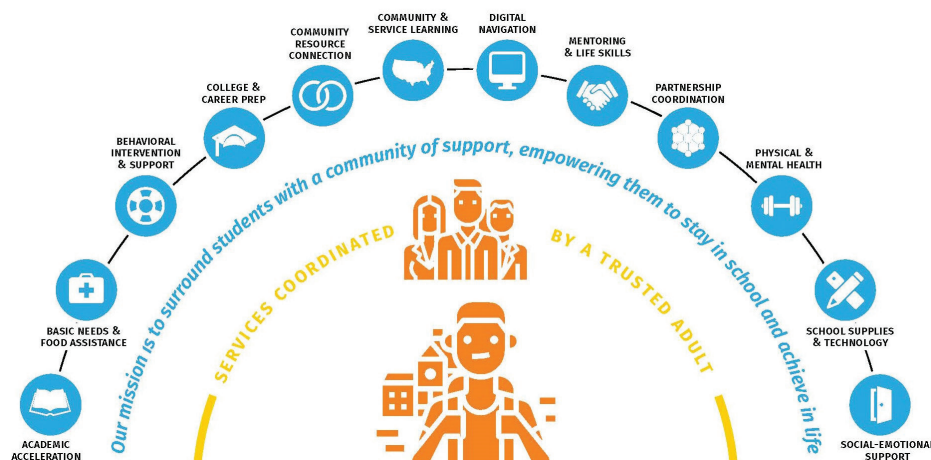 COMMUNITY &
SERVICE LEARNING
DIGITAL
NAVIGATION
COMMUNITY
RESOURCE
CONNECTION
MENTORING
& LIFE SKILLS
COLLEGE &
CAREER PREP
PARTNERSHIP
COORDINATION
BEHAVIORAL
INTERVENTION
& SUPPORT
PHYSICAL &
MENTAL HEALTH
BASIC NEEDS &
FOOD ASSISTANCE
SCHOOL SUPPLIES
& TECHNOLOGY
ACADEMIC
ACCELERATION
SOCIAL-EMOTIONAL
SUPPORT
Our mission is to surround students with a community of support, empowering them to stay in school and achieve in life
SERVICES COORDINATED BY A TRUSTED ADULT